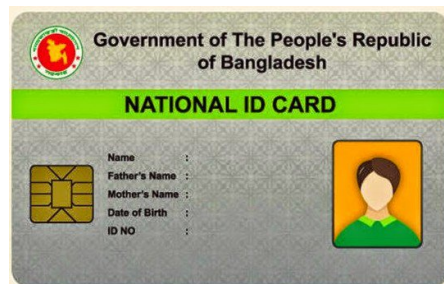 Government of The People's Republic
of Bangladesh
NATIONAL ID CARD
Name :
Father's Name :
Mother's Name :
Date of Birth :
ID NO :